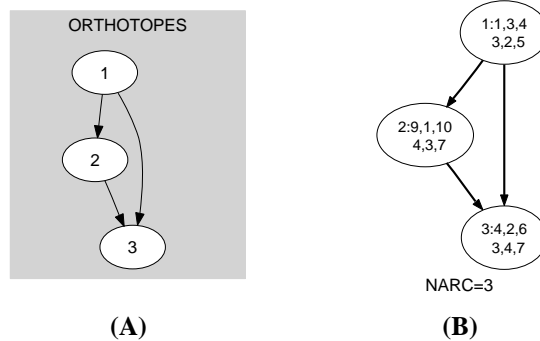 ORTHOTOPES
1
2
3
(A)
1:1,3,4
3,2,5
2:9,1,10
4,3,7
3:4,2,6
3,4,7
NARC=3
(B)